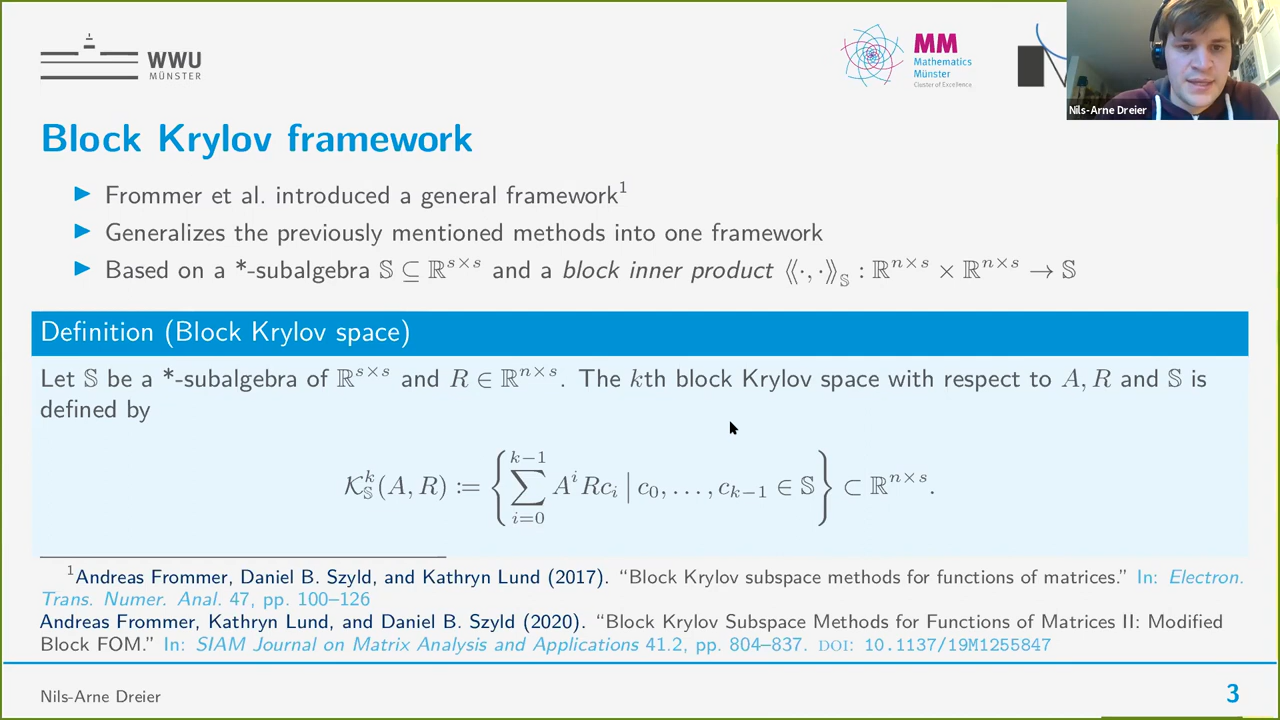 WWU
MÜNSTER
MM
Mathematics
Münster
Cluster of Excellence
Nils-Arne Dreier
Block Krylov framework
▶ Frommer et al. introduced a general framework¹
▶ Generalizes the previously mentioned methods into one framework
▶ Based on a *-subalgebra 𝕊 ⊆ ℝ^{s×s} and a block inner product ⟪·,·⟫_𝕊 : ℝ^{n×s} × ℝ^{n×s} → 𝕊
Definition (Block Krylov space)
Let 𝕊 be a *-subalgebra of ℝ^{s×s} and R ∈ ℝ^{n×s}. The kth block Krylov space with respect to A, R and 𝕊 is
defined by
𝒦^k_𝕊(A, R) ≔ { ∑_{i=0}^{k−1} A^i R c_i | c_0, . . . , c_{k−1} ∈ 𝕊 } ⊂ ℝ^{n×s}.
¹Andreas Frommer, Daniel B. Szyld, and Kathryn Lund (2017). “Block Krylov subspace methods for functions of matrices.” In: Electron.
Trans. Numer. Anal. 47, pp. 100–126
Andreas Frommer, Kathryn Lund, and Daniel B. Szyld (2020). “Block Krylov Subspace Methods for Functions of Matrices II: Modified
Block FOM.” In: SIAM Journal on Matrix Analysis and Applications 41.2, pp. 804–837. DOI: 10.1137/19M1255847
Nils-Arne Dreier
3